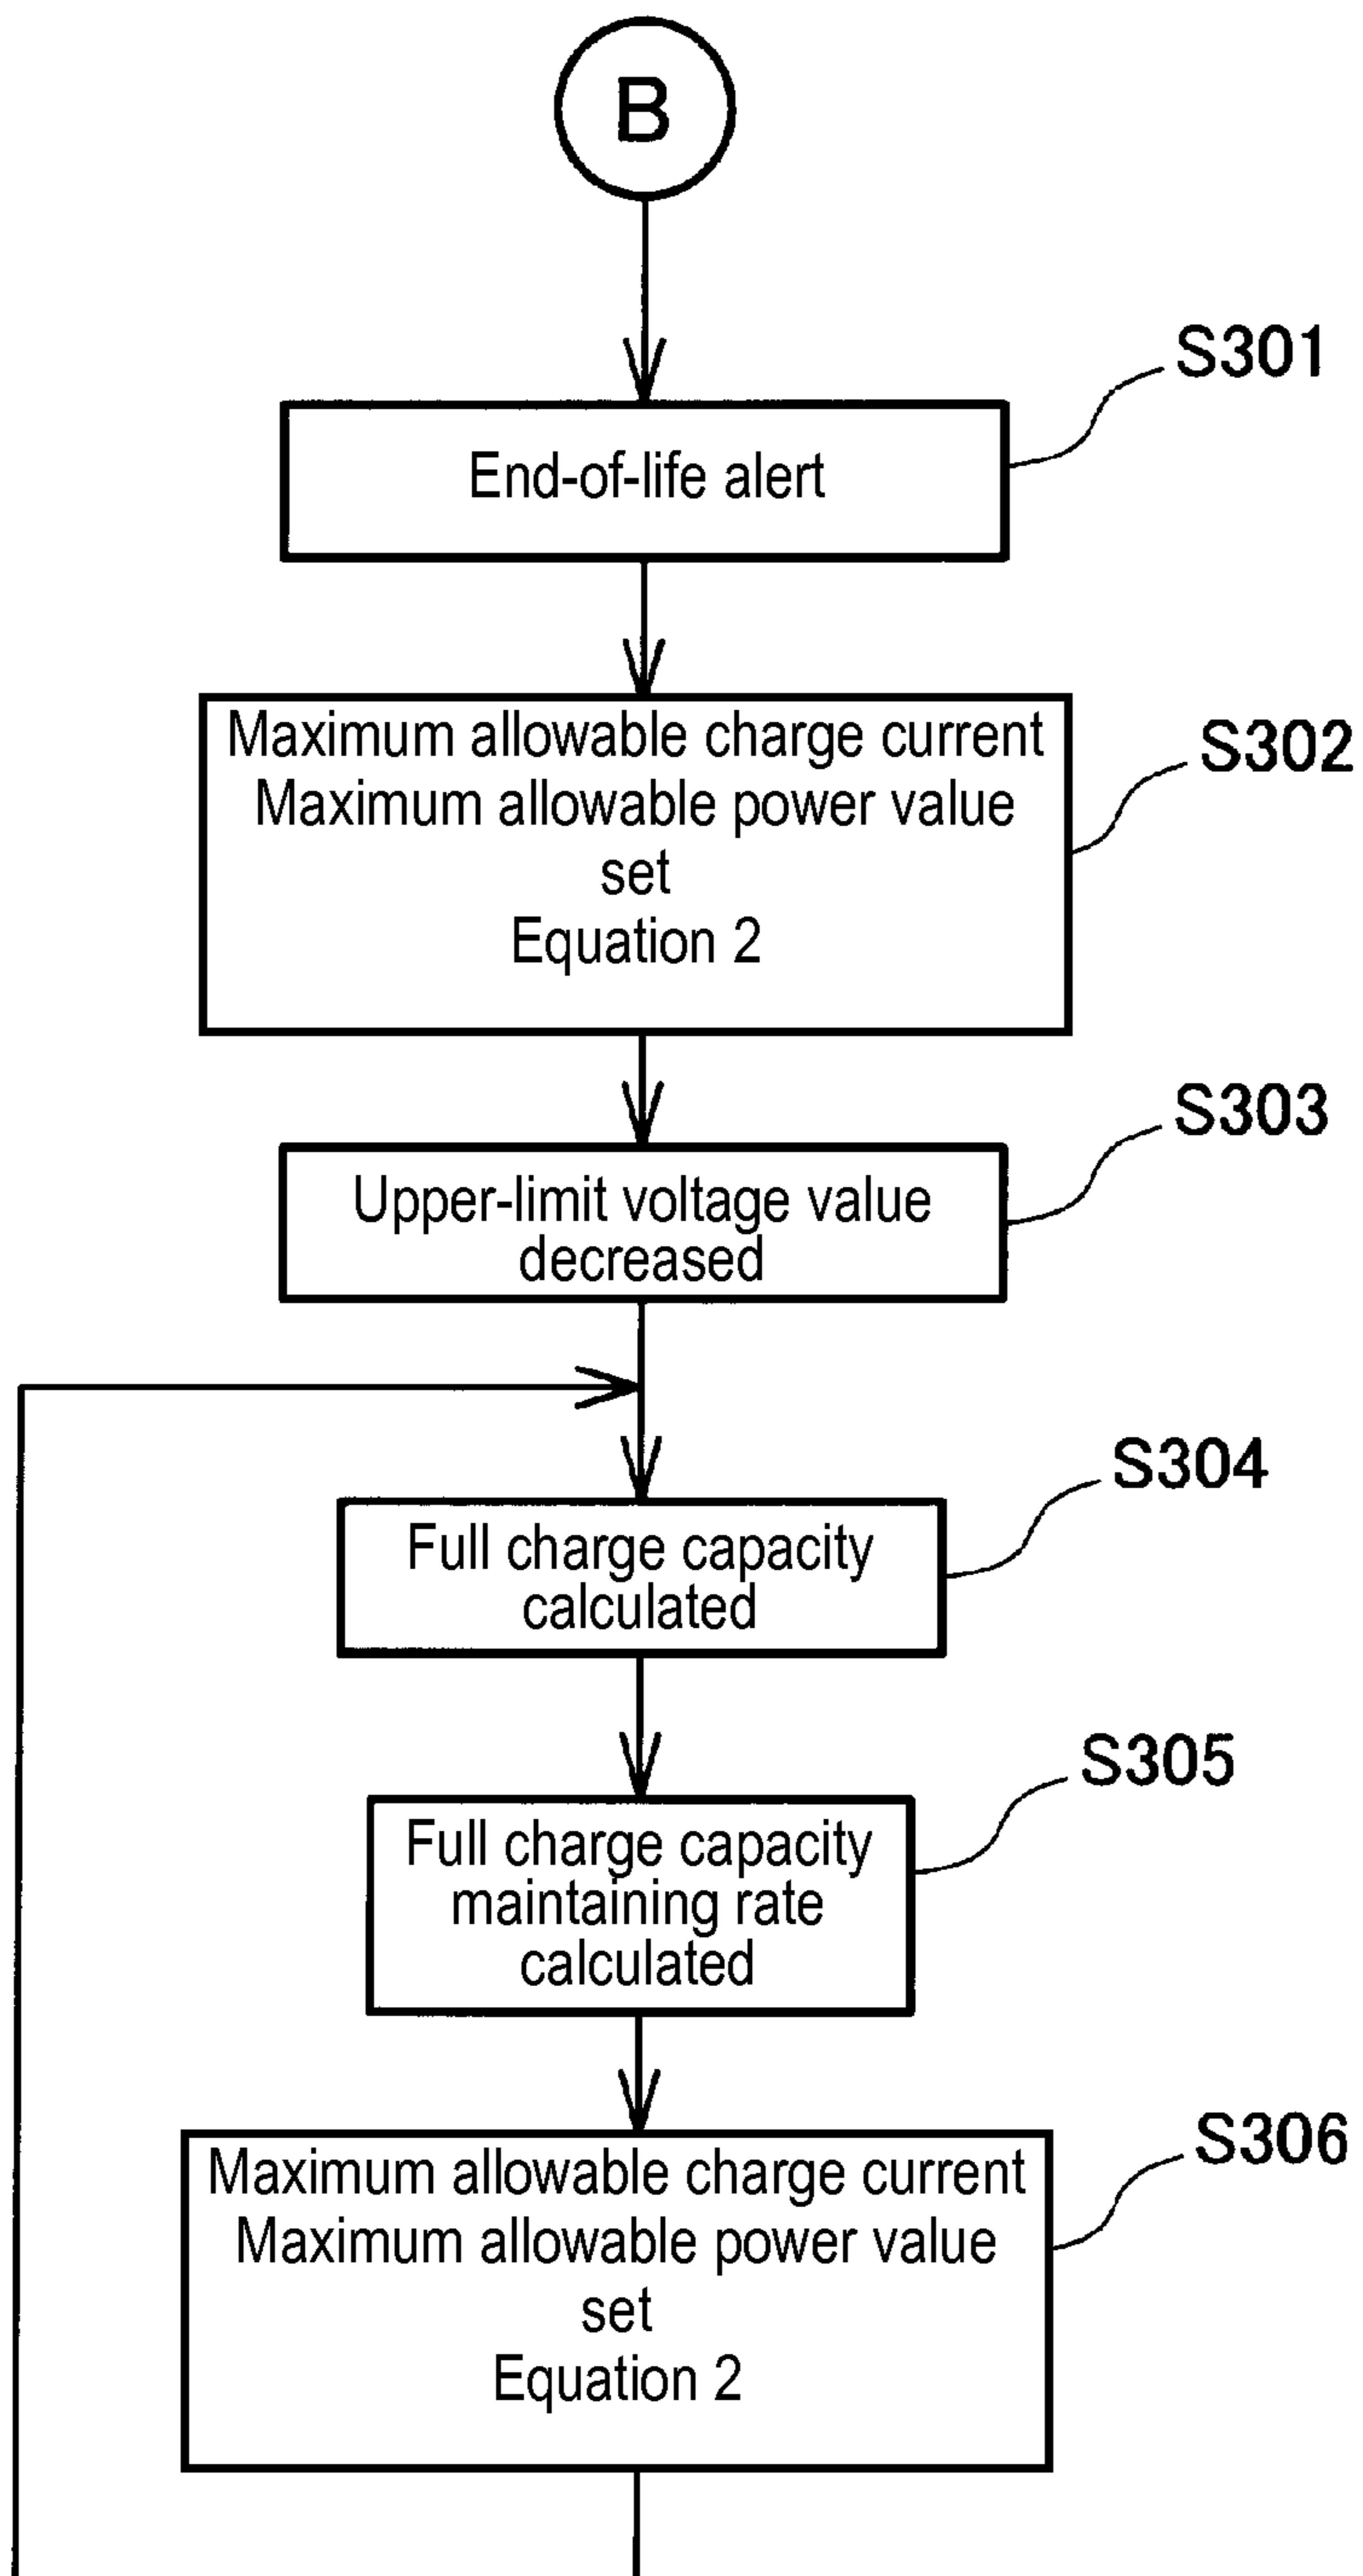 B
S301
End-of-life alert
S302
Maximum allowable charge current
Maximum allowable power value
set
Equation 2
S303
Upper-limit voltage value
decreased
S304
Full charge capacity
calculated
S305
Full charge capacity
maintaining rate
calculated
S306
Maximum allowable charge current
Maximum allowable power value
set
Equation 2